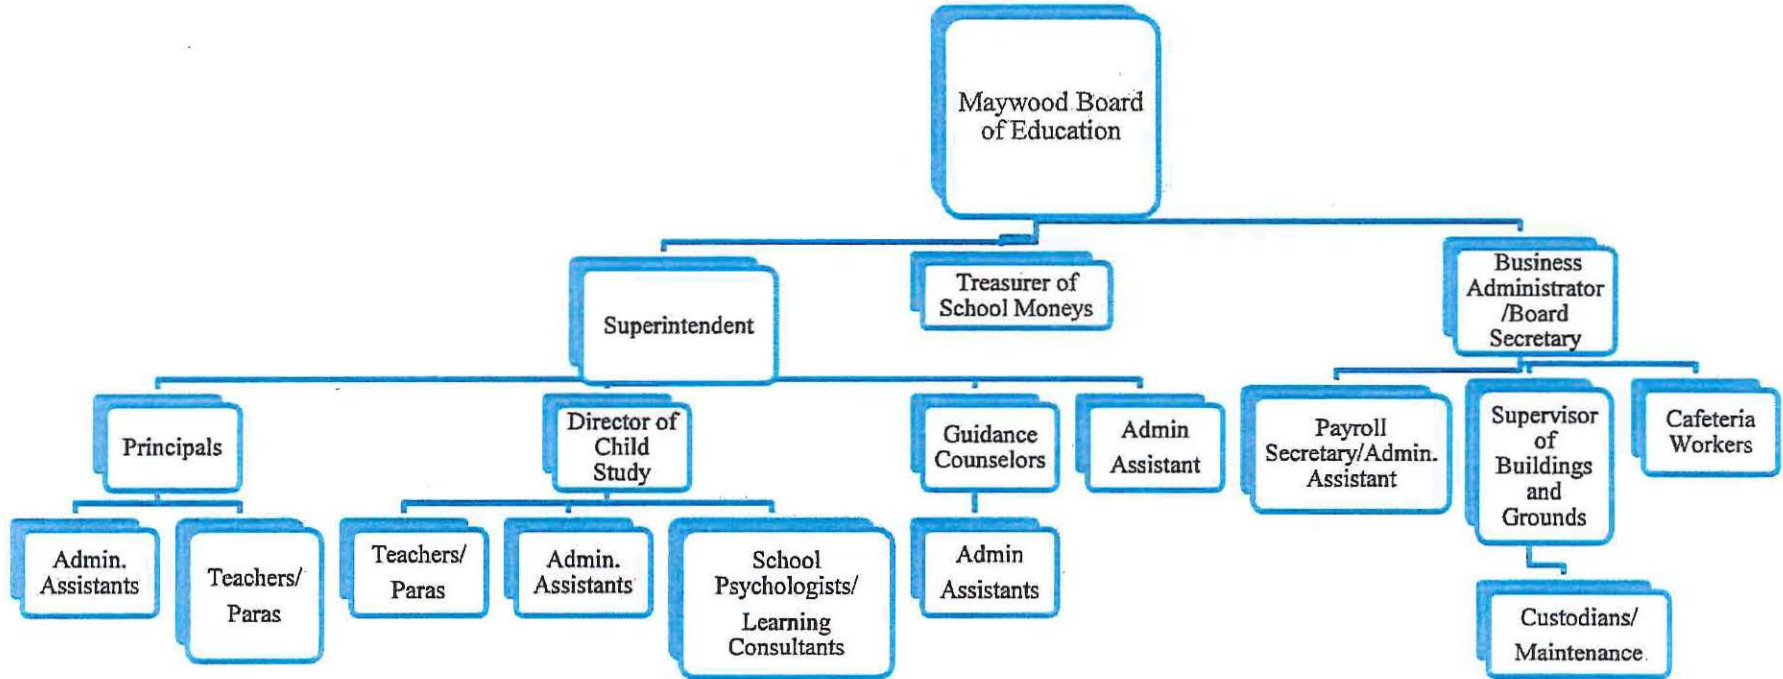 Maywood Board
of Education
Superintendent
Treasurer of
School Moneys
Business
Administrator
/Board
Secretary
Principals
Director of
Child
Study
Guidance
Counselors
Admin
Assistant
Payroll
Secretary/Admin.
Assistant
Supervisor
of
Buildings
and
Grounds
Cafeteria
Workers
Admin.
Assistants
Teachers/
Paras
Teachers/
Paras
Admin.
Assistants
School
Psychologists/
Learning
Consultants
Admin
Assistants
Custodians/
Maintenance